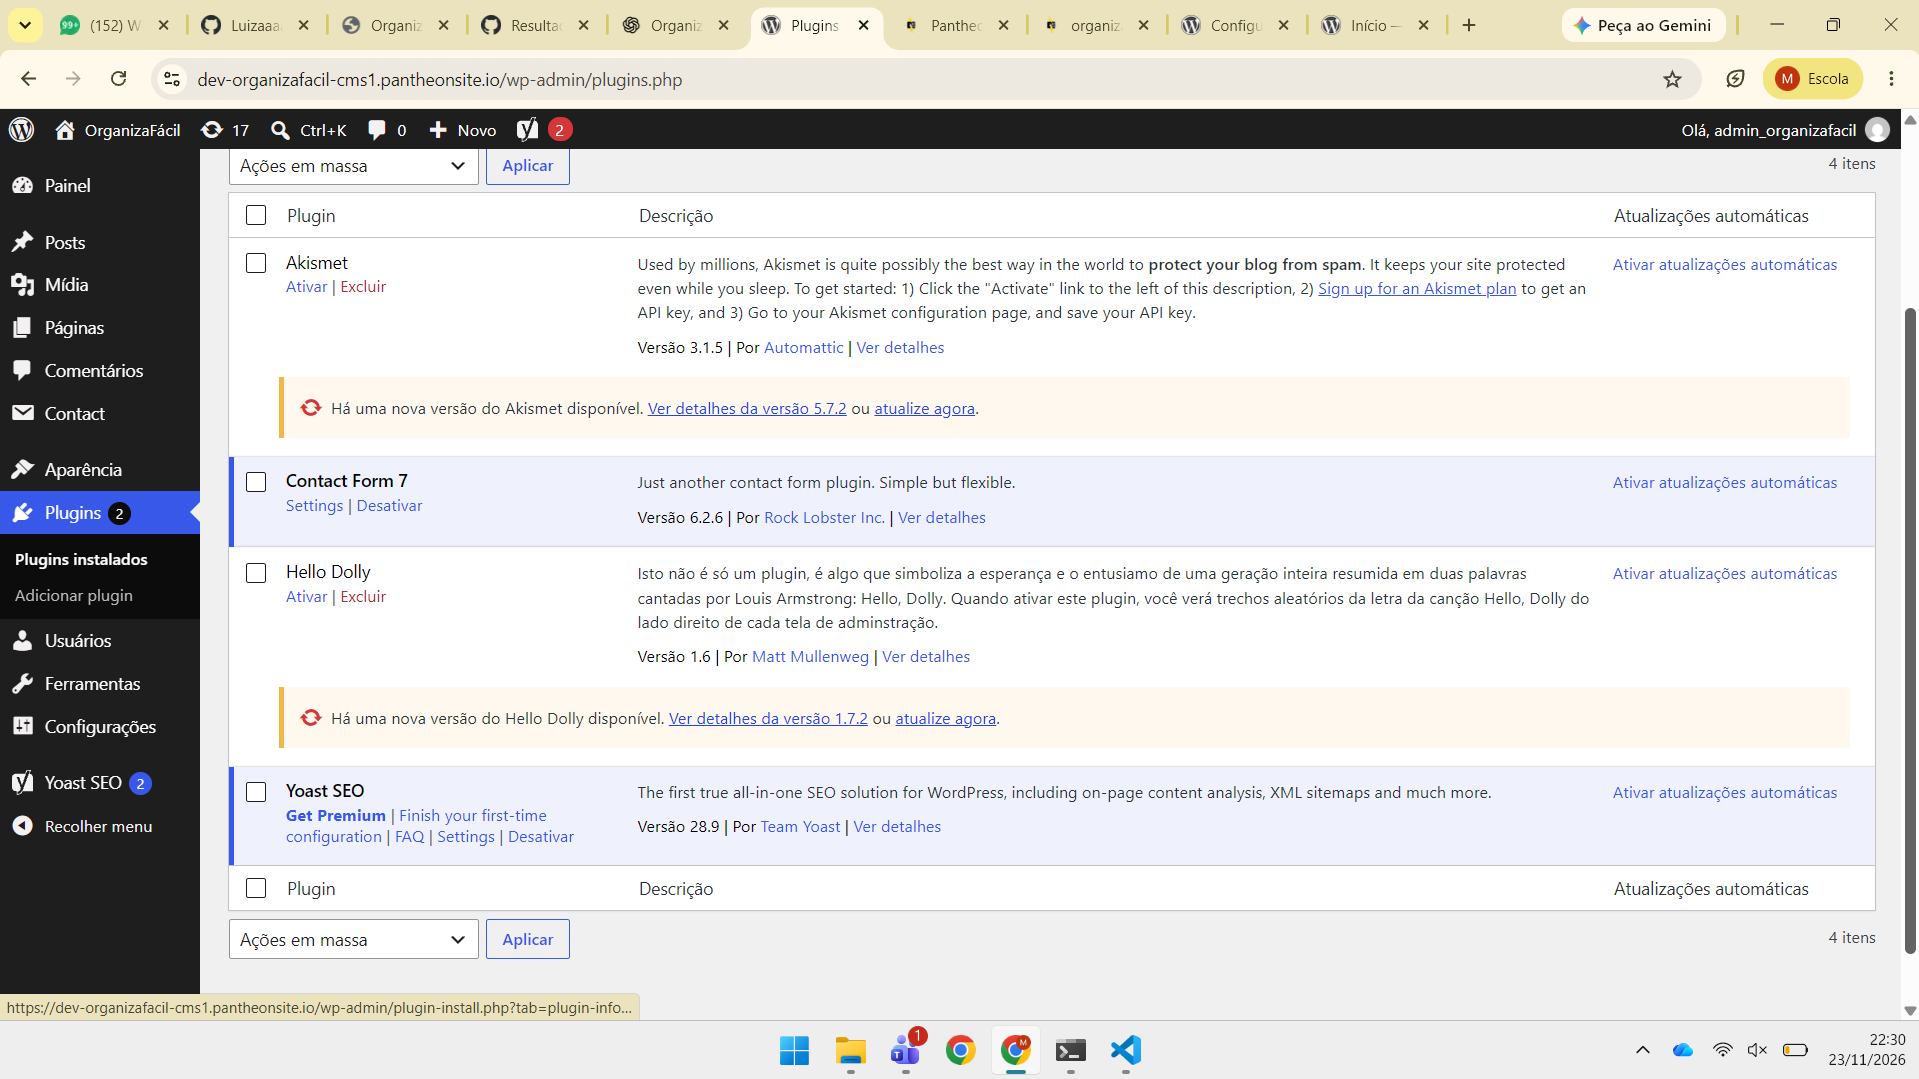 (152) W
Luizaaa
Organiz
Resulta
Organiz
Plugins
Pantheo
organiz
Configu
Início —
Peça ao Gemini
dev-organizafacil-cms1.pantheonsite.io/wp-admin/plugins.php
M Escola
OrganizaFácil
17
Ctrl+K
0
Novo
2
Olá, admin_organizafacil
Painel
Posts
Mídia
Páginas
Comentários
Contact
Aparência
Plugins 2
Plugins instalados
Adicionar plugin
Usuários
Ferramentas
Configurações
Yoast SEO 2
Recolher menu
Ações em massa
Aplicar
4 itens
Plugin
Descrição
Atualizações automáticas
Akismet
Ativar | Excluir
Used by millions, Akismet is quite possibly the best way in the world to protect your blog from spam. It keeps your site protected
even while you sleep. To get started: 1) Click the "Activate" link to the left of this description, 2) Sign up for an Akismet plan to get an
API key, and 3) Go to your Akismet configuration page, and save your API key.
Versão 3.1.5 | Por Automattic | Ver detalhes
Ativar atualizações automáticas
Há uma nova versão do Akismet disponível. Ver detalhes da versão 5.7.2 ou atualize agora.
Contact Form 7
Settings | Desativar
Just another contact form plugin. Simple but flexible.
Versão 6.2.6 | Por Rock Lobster Inc. | Ver detalhes
Ativar atualizações automáticas
Hello Dolly
Ativar | Excluir
Isto não é só um plugin, é algo que simboliza a esperança e o entusiamo de uma geração inteira resumida em duas palavras
cantadas por Louis Armstrong: Hello, Dolly. Quando ativar este plugin, você verá trechos aleatórios da letra da canção Hello, Dolly do
lado direito de cada tela de adminstração.
Versão 1.6 | Por Matt Mullenweg | Ver detalhes
Ativar atualizações automáticas
Há uma nova versão do Hello Dolly disponível. Ver detalhes da versão 1.7.2 ou atualize agora.
Yoast SEO
Get Premium | Finish your first-time
configuration | FAQ | Settings | Desativar
The first true all-in-one SEO solution for WordPress, including on-page content analysis, XML sitemaps and much more.
Versão 28.9 | Por Team Yoast | Ver detalhes
Ativar atualizações automáticas
Plugin
Descrição
Atualizações automáticas
Ações em massa
Aplicar
4 itens
https://dev-organizafacil-cms1.pantheonsite.io/wp-admin/plugin-install.php?tab=plugin-info...
1
22:30
23/11/2026